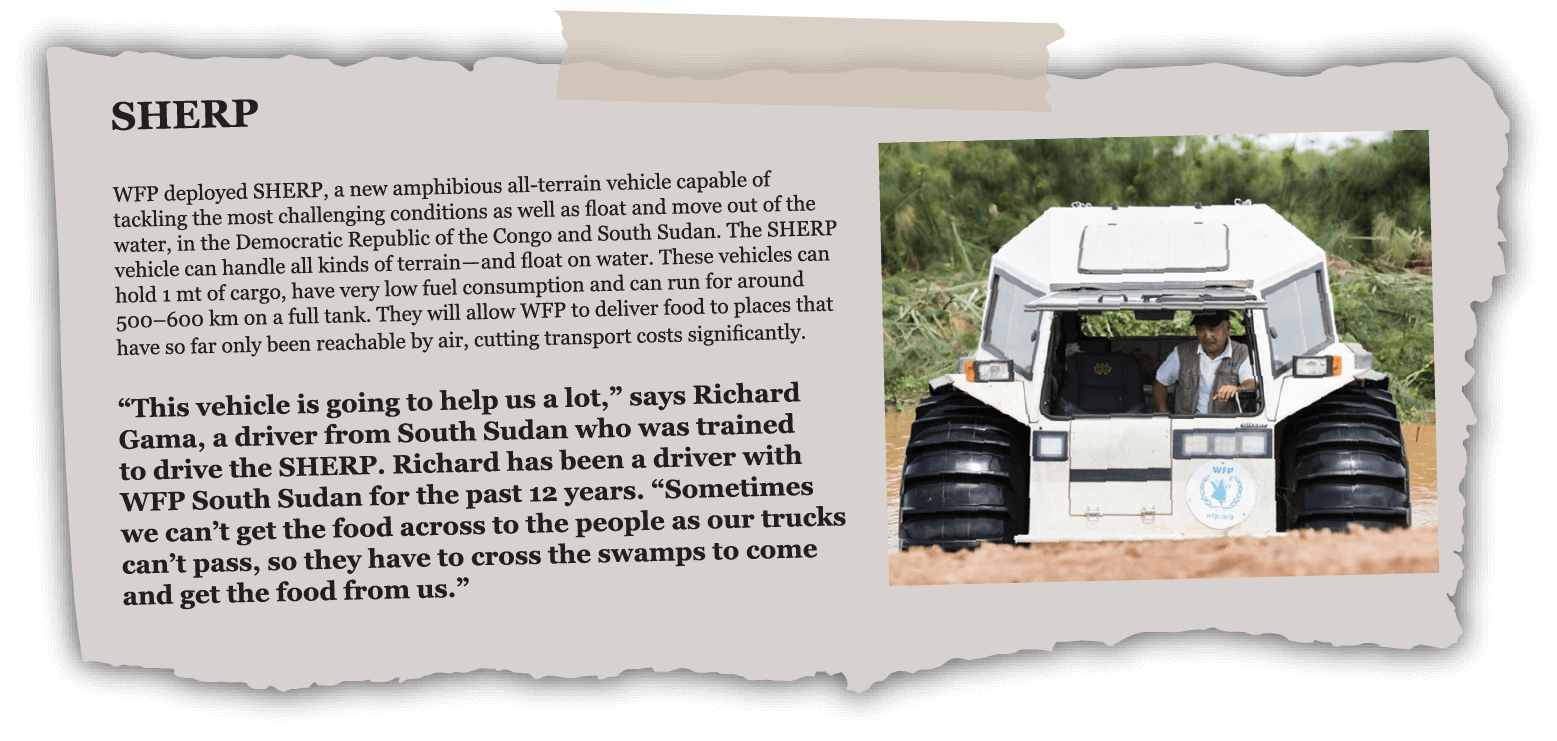 SHERP
WFP deployed SHERP, a new amphibious all-terrain vehicle capable of
tackling the most challenging conditions as well as float and move out of the
water, in the Democratic Republic of the Congo and South Sudan. The SHERP
vehicle can handle all kinds of terrain—and float on water. These vehicles can
hold 1 mt of cargo, have very low fuel consumption and can run for around
500–600 km on a full tank. They will allow WFP to deliver food to places that
have so far only been reachable by air, cutting transport costs significantly.
“This vehicle is going to help us a lot,” says Richard
Gama, a driver from South Sudan who was trained
to drive the SHERP. Richard has been a driver with
WFP South Sudan for the past 12 years. “Sometimes
we can’t get the food across to the people as our trucks
can’t pass, so they have to cross the swamps to come
and get the food from us.”
WFP
wfp.org